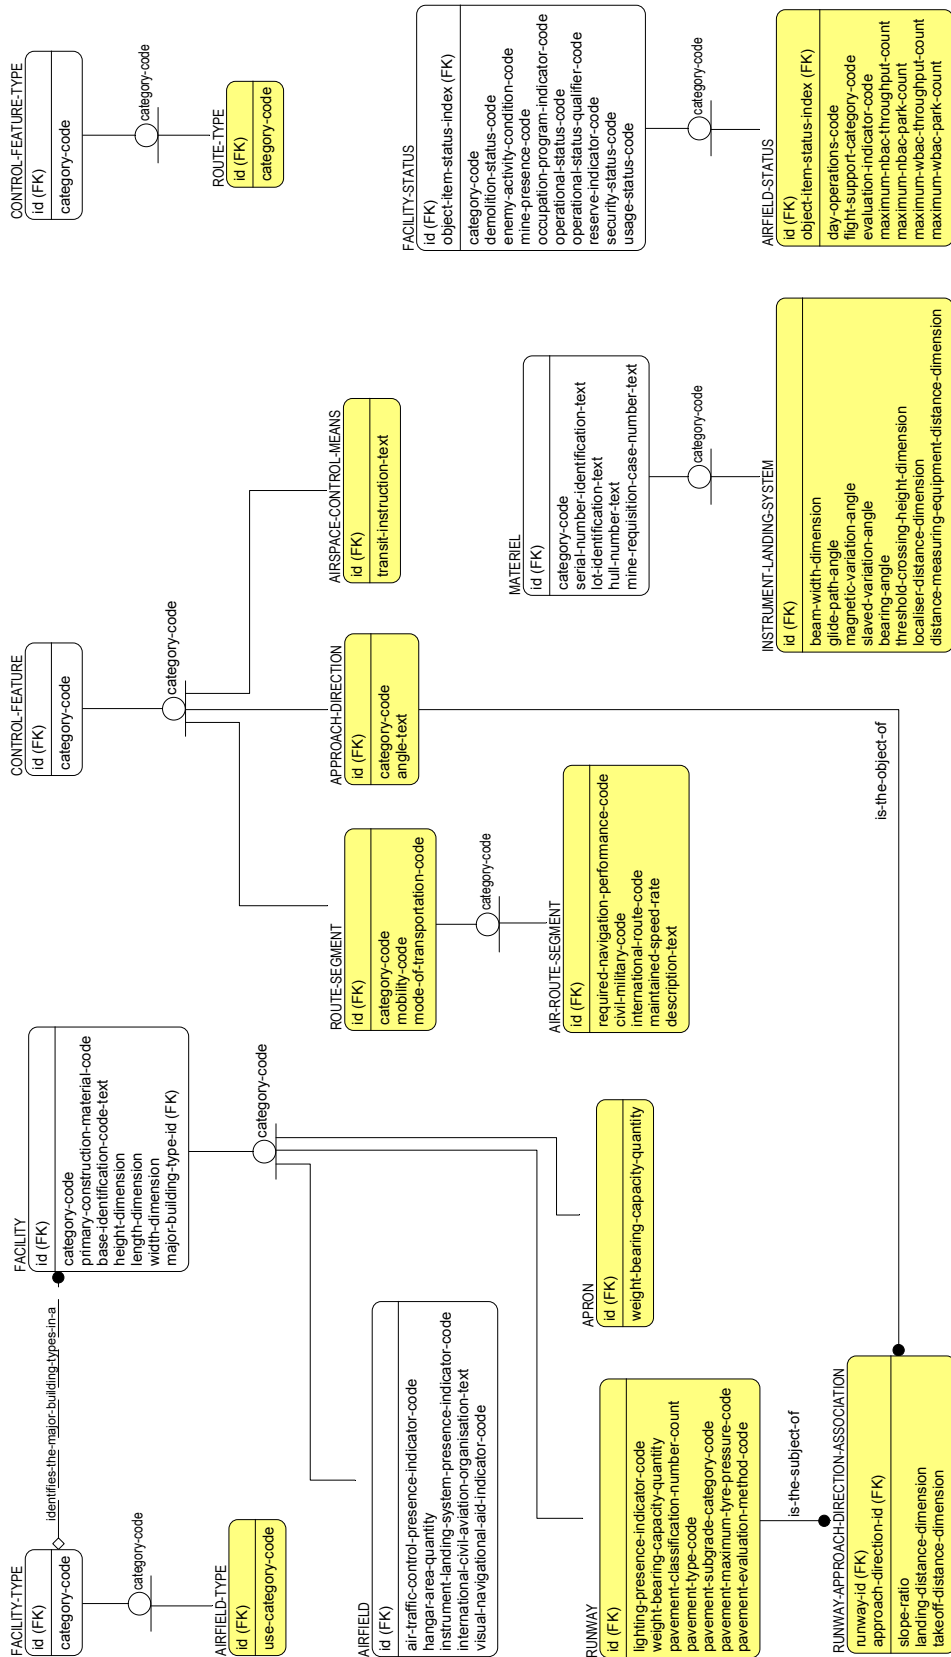 FACILITY-TYPE
id (FK)
category-code
identifies-the-major-building-types-in-a
category-code
AIRFIELD-TYPE
id (FK)
use-category-code
FACILITY
id (FK)
category-code
primary-construction-material-code
base-identification-code-text
height-dimension
length-dimension
width-dimension
major-building-type-id (FK)
category-code
AIRFIELD
id (FK)
air-traffic-control-presence-indicator-code
hangar-area-quantity
instrument-landing-system-presence-indicator-code
international-civil-aviation-organisation-text
visual-navigational-aid-indicator-code
RUNWAY
id (FK)
lighting-presence-indicator-code
weight-bearing-capacity-quantity
pavement-classification-number-count
pavement-type-code
pavement-subgrade-category-code
pavement-maximum-tyre-pressure-code
pavement-evaluation-method-code
APRON
id (FK)
weight-bearing-capacity-quantity
is-the-subject-of
RUNWAY-APPROACH-DIRECTION-ASSOCIATION
runway-id (FK)
approach-direction-id (FK)
slope-ratio
landing-distance-dimension
takeoff-distance-dimension
CONTROL-FEATURE
id (FK)
category-code
category-code
ROUTE-SEGMENT
id (FK)
category-code
mobility-code
mode-of-transportation-code
category-code
AIR-ROUTE-SEGMENT
id (FK)
required-navigation-performance-code
civil-military-code
international-route-code
maintained-speed-rate
description-text
APPROACH-DIRECTION
id (FK)
category-code
angle-text
is-the-object-of
AIRSPACE-CONTROL-MEANS
id (FK)
transit-instruction-text
MATERIEL
id (FK)
category-code
serial-number-identification-text
lot-identification-text
hull-number-text
mine-requisition-case-number-text
category-code
INSTRUMENT-LANDING-SYSTEM
id (FK)
beam-width-dimension
glide-path-angle
magnetic-variation-angle
slaved-variation-angle
bearing-angle
threshold-crossing-height-dimension
localiser-distance-dimension
distance-measuring-equipment-distance-dimension
CONTROL-FEATURE-TYPE
id (FK)
category-code
category-code
ROUTE-TYPE
id (FK)
category-code
FACILITY-STATUS
id (FK)
object-item-status-index (FK)
category-code
demolition-status-code
enemy-activity-condition-code
mine-presence-code
occupation-program-indicator-code
operational-status-code
operational-status-qualifier-code
reserve-indicator-code
security-status-code
usage-status-code
category-code
AIRFIELD-STATUS
id (FK)
object-item-status-index (FK)
day-operations-code
flight-support-category-code
evaluation-indicator-code
maximum-nbac-throughput-count
maximum-nbac-park-count
maximum-wbac-throughput-count
maximum-wbac-park-count